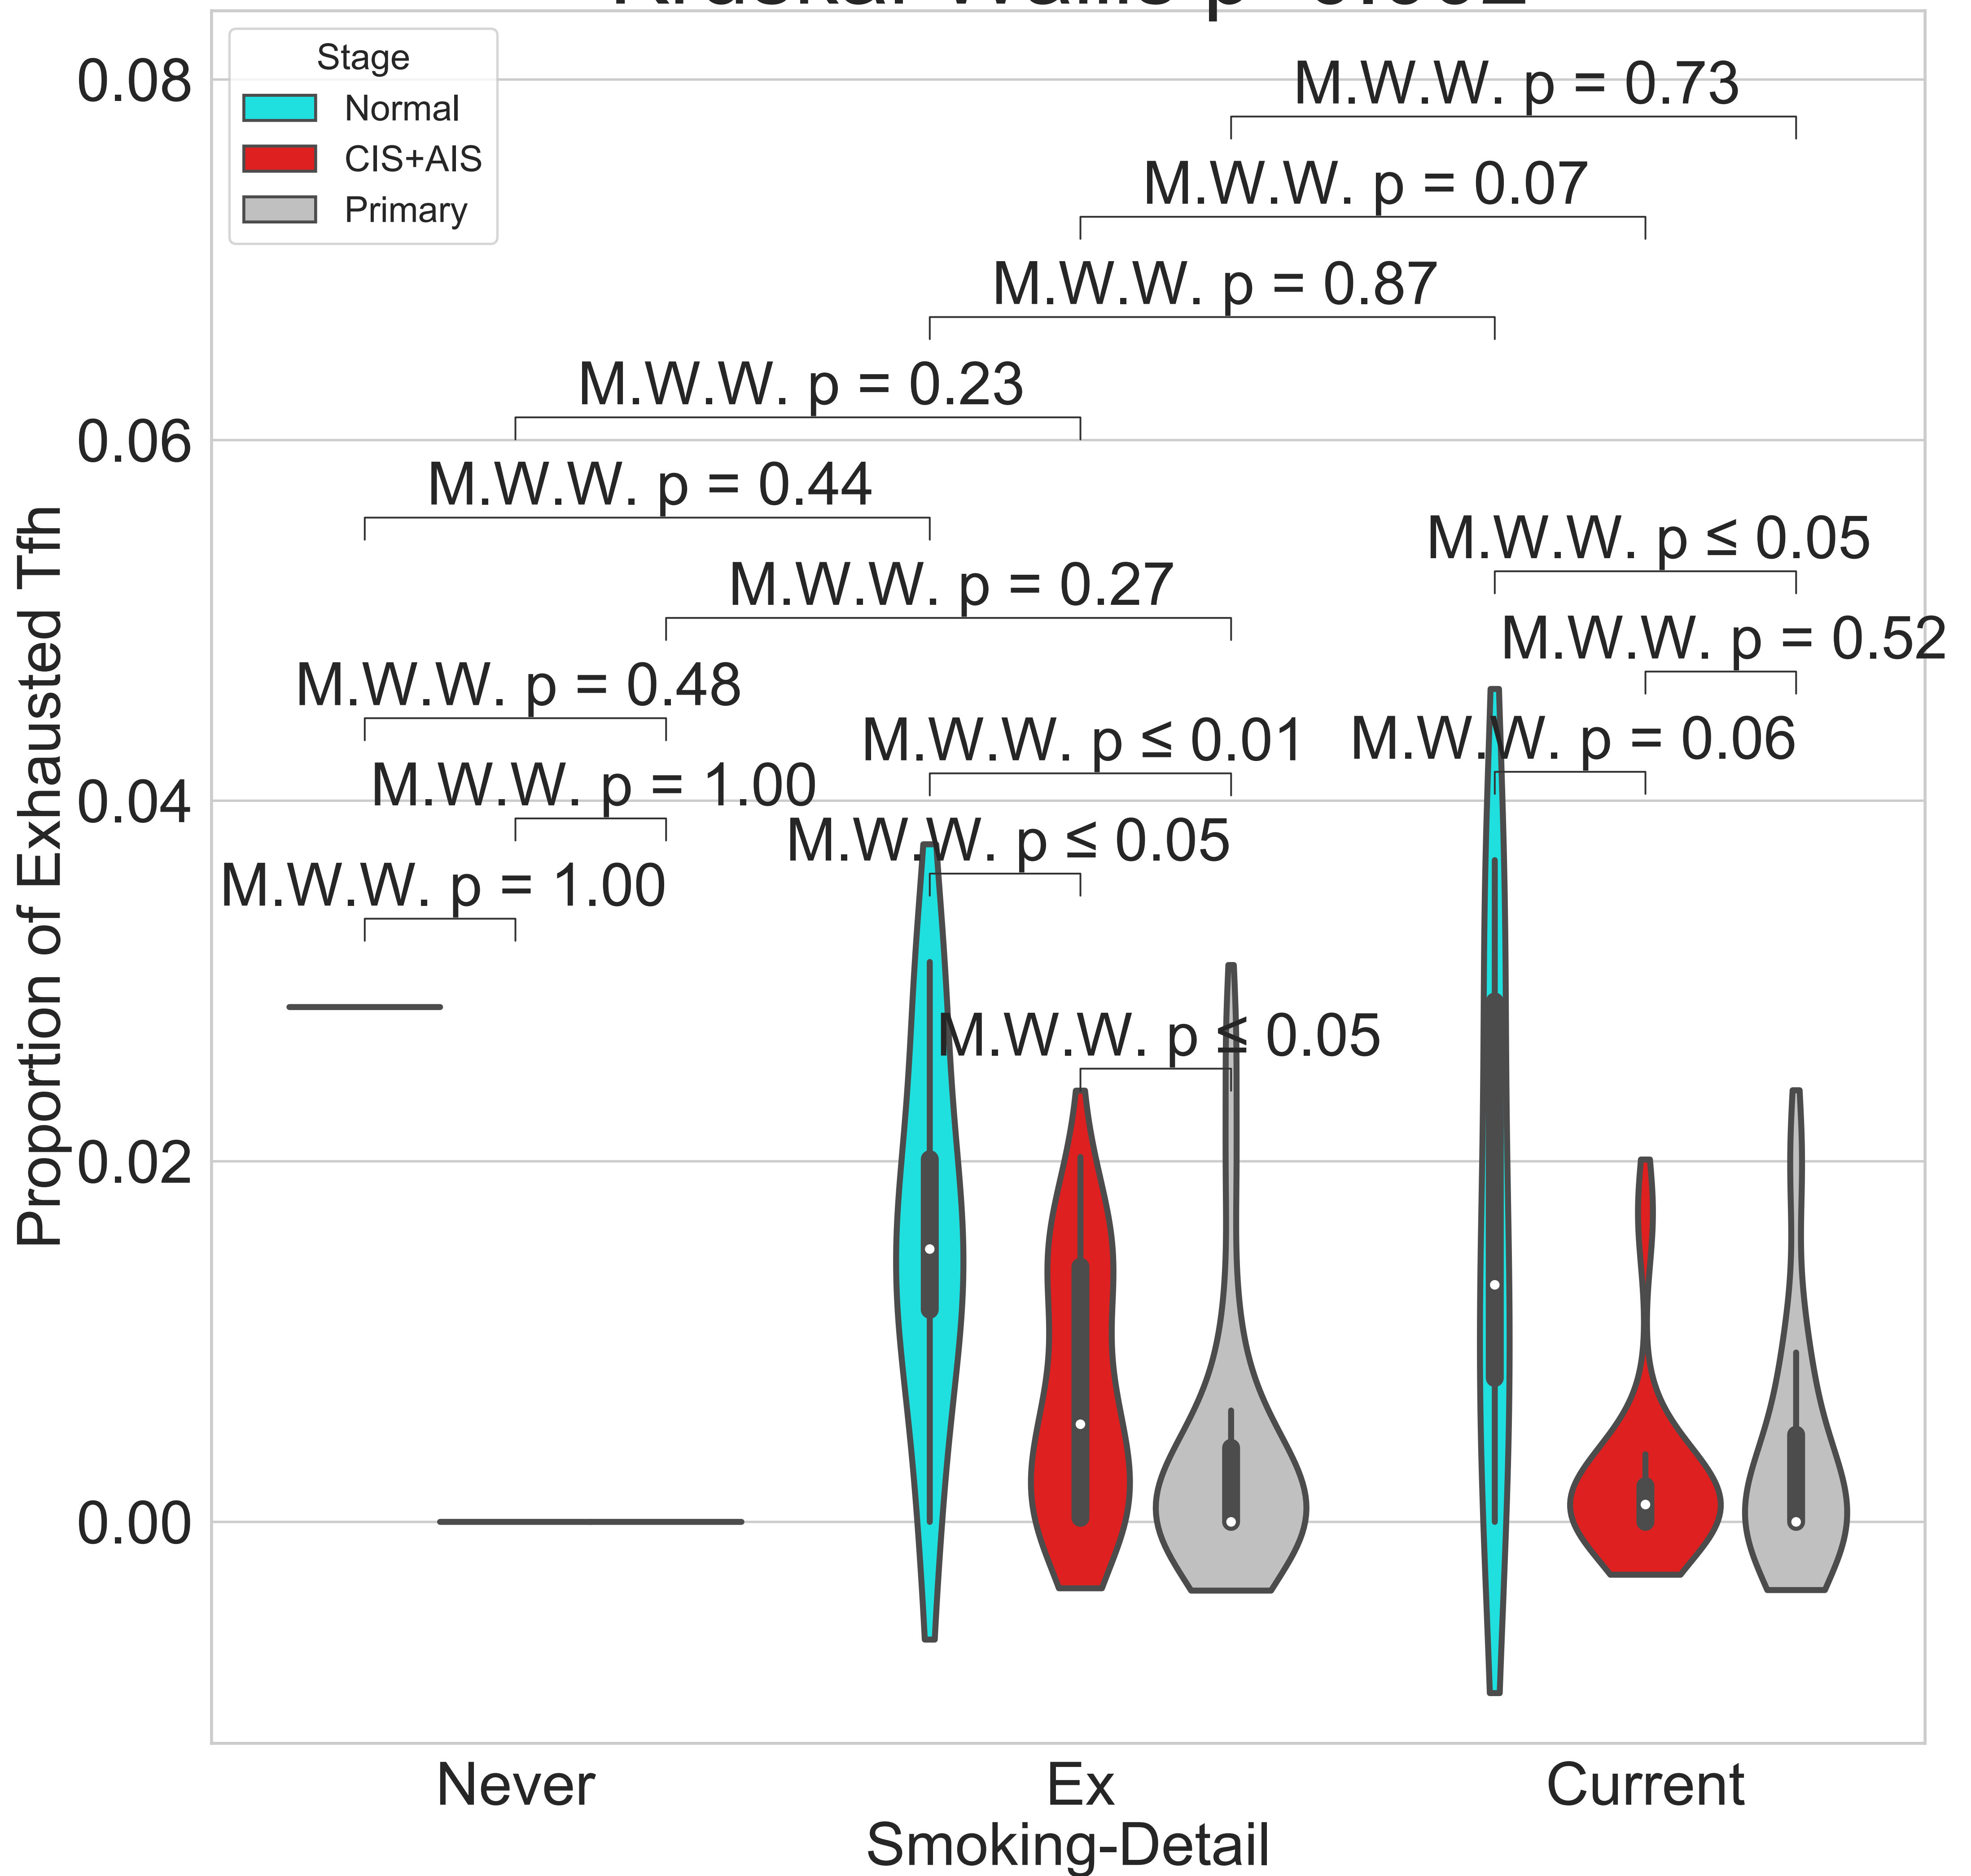 Stage
Normal
CIS+AIS
Primary
0.08
0.06
0.04
0.02
0.00
Proportion of Exhausted Tfh
M.W.W. p = 0.73
M.W.W. p = 0.07
M.W.W. p = 0.87
M.W.W. p = 0.23
M.W.W. p = 0.44
M.W.W. p ≤ 0.05
M.W.W. p = 0.27
M.W.W. p = 0.52
M.W.W. p = 0.48
M.W.W. p ≤ 0.01
M.W.W. p = 0.06
M.W.W. p = 1.00
M.W.W. p ≤ 0.05
M.W.W. p = 1.00
M.W.W. p ≤ 0.05
Never
Ex
Current
Smoking-Detail